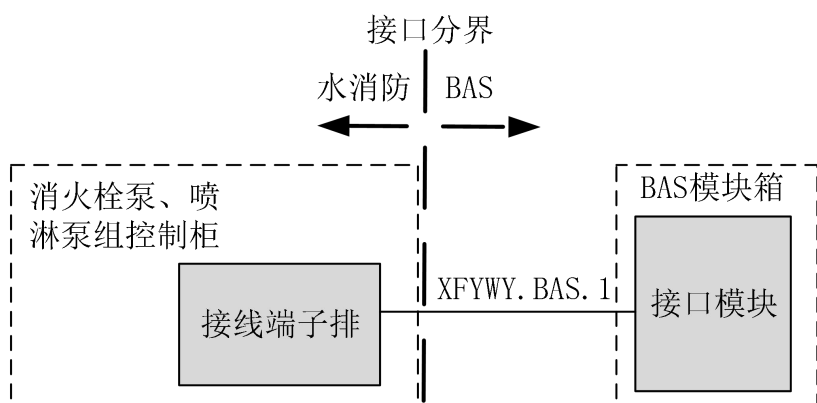 接口分界
水消防 BAS
消火栓泵、喷
淋泵组控制柜
BAS模块箱
XFYWY.BAS.1
接线端子排
接口模块